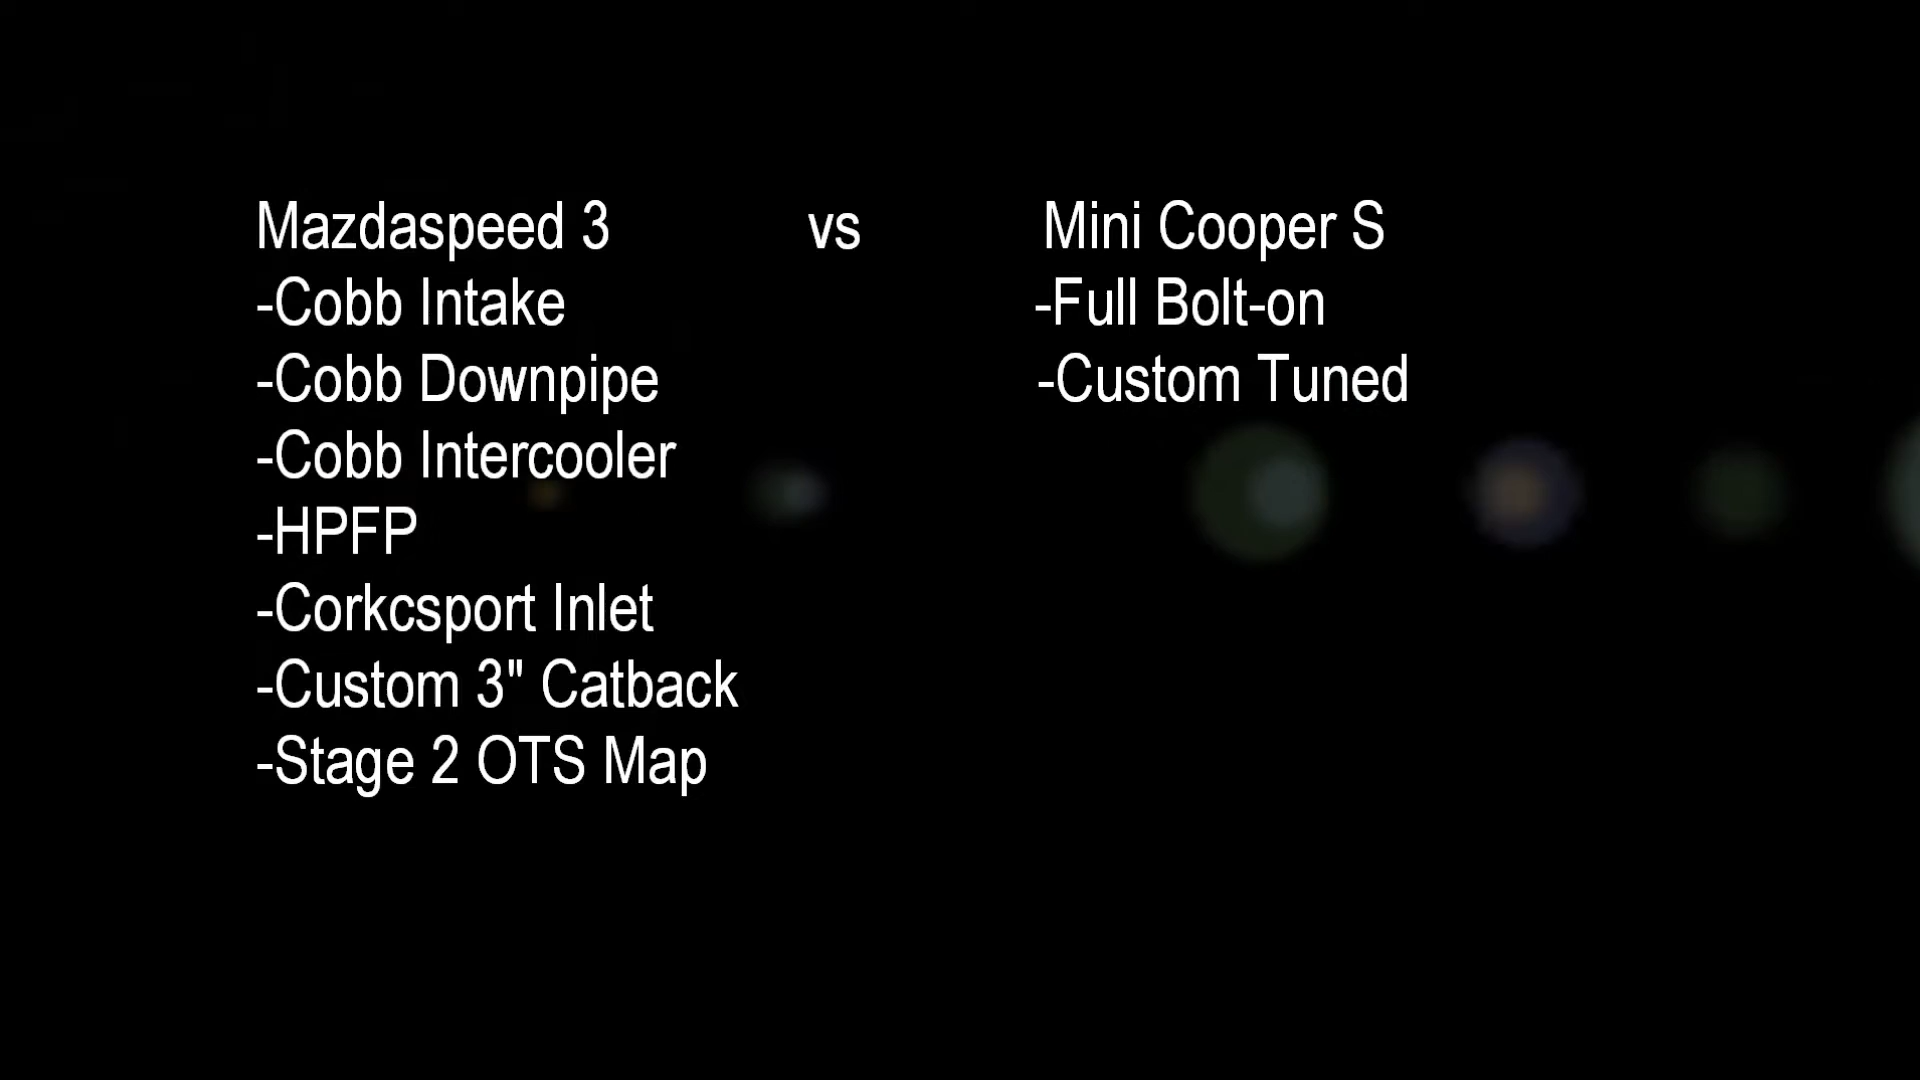 Mazdaspeed 3 vs Mini Cooper S
-Cobb Intake -Full Bolt-on
-Cobb Downpipe -Custom Tuned
-Cobb Intercooler
-HPFP
-Corkcsport Inlet
-Custom 3" Catback
-Stage 2 OTS Map